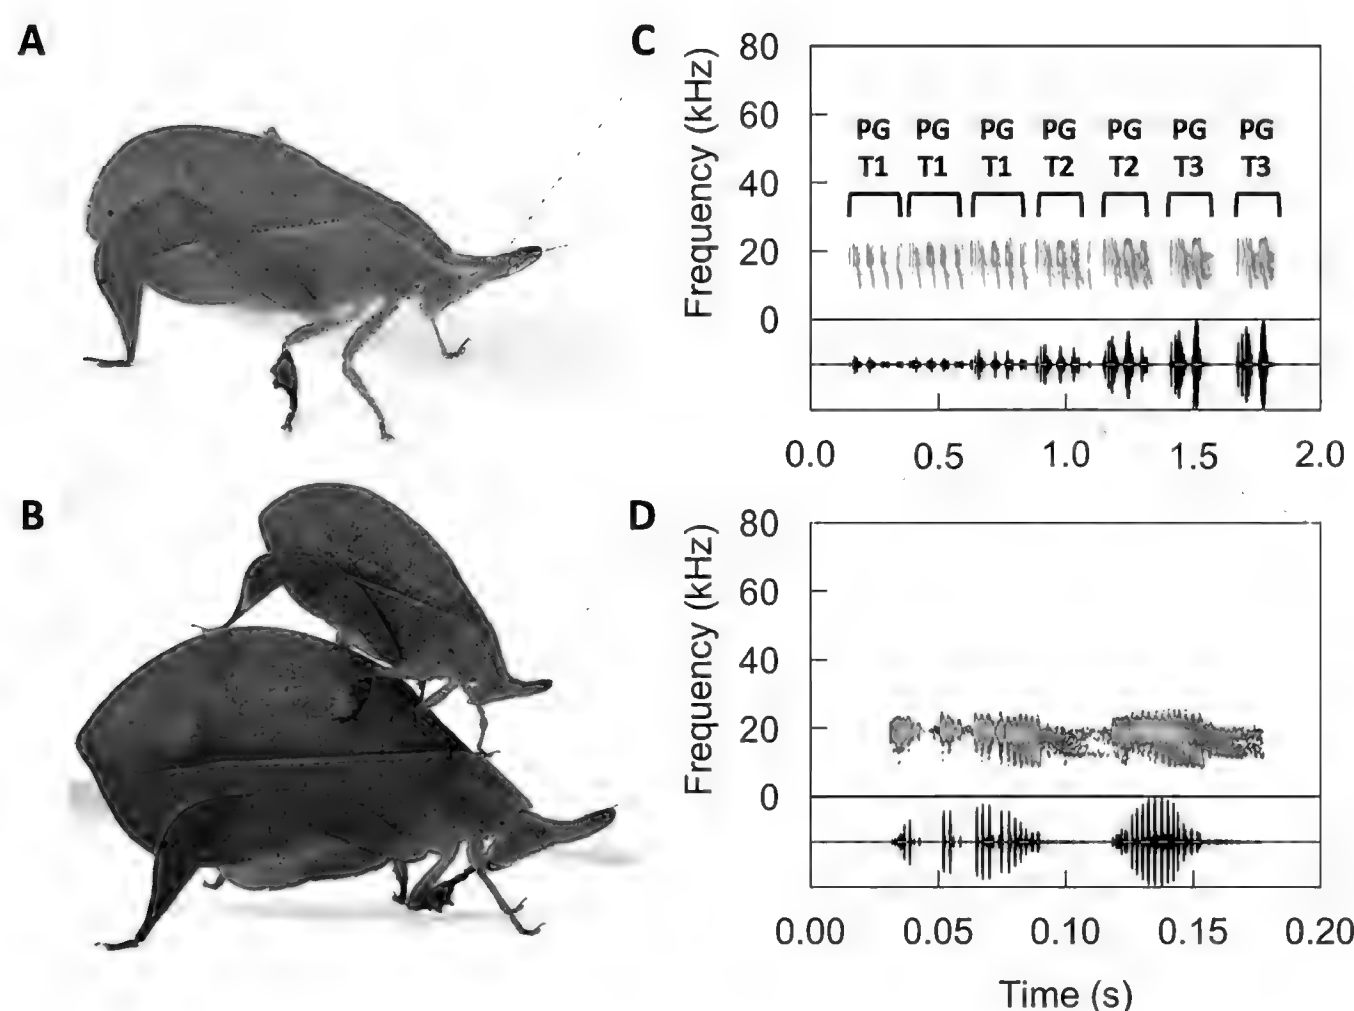 A
B
C
Frequency (kHz)
80
60
40
20
0
PG PG PG PG PG PG PG
T1 T1 T1 T2 T2 T3 T3
0.0 0.5 1.0 1.5 2.0
D
Frequency (kHz)
80
60
40
20
0
0.00 0.05 0.10 0.15 0.20
Time (s)